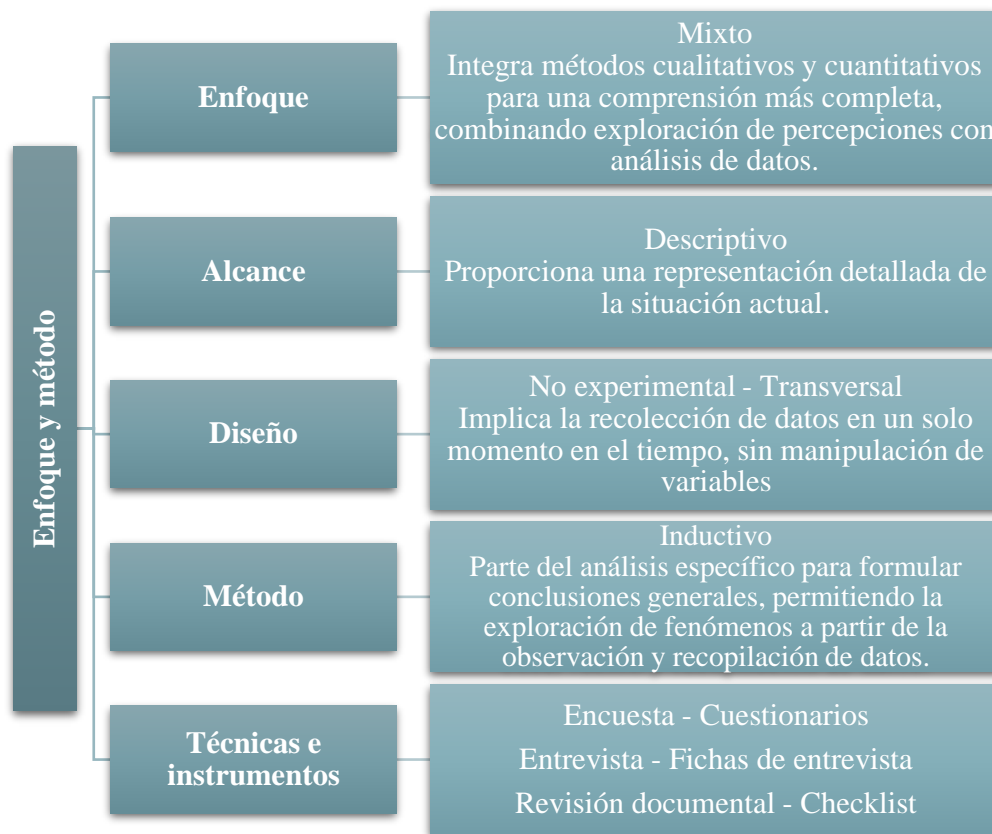 Enfoque y método
Enfoque
Mixto
Integra métodos cualitativos y cuantitativos
para una comprensión más completa,
combinando exploración de percepciones con
análisis de datos.
Alcance
Descriptivo
Proporciona una representación detallada de
la situación actual.
Diseño
No experimental - Transversal
Implica la recolección de datos en un solo
momento en el tiempo, sin manipulación de
variables
Método
Inductivo
Parte del análisis específico para formular
conclusiones generales, permitiendo la
exploración de fenómenos a partir de la
observación y recopilación de datos.
Técnicas e
instrumentos
Encuesta - Cuestionarios
Entrevista - Fichas de entrevista
Revisión documental - Checklist